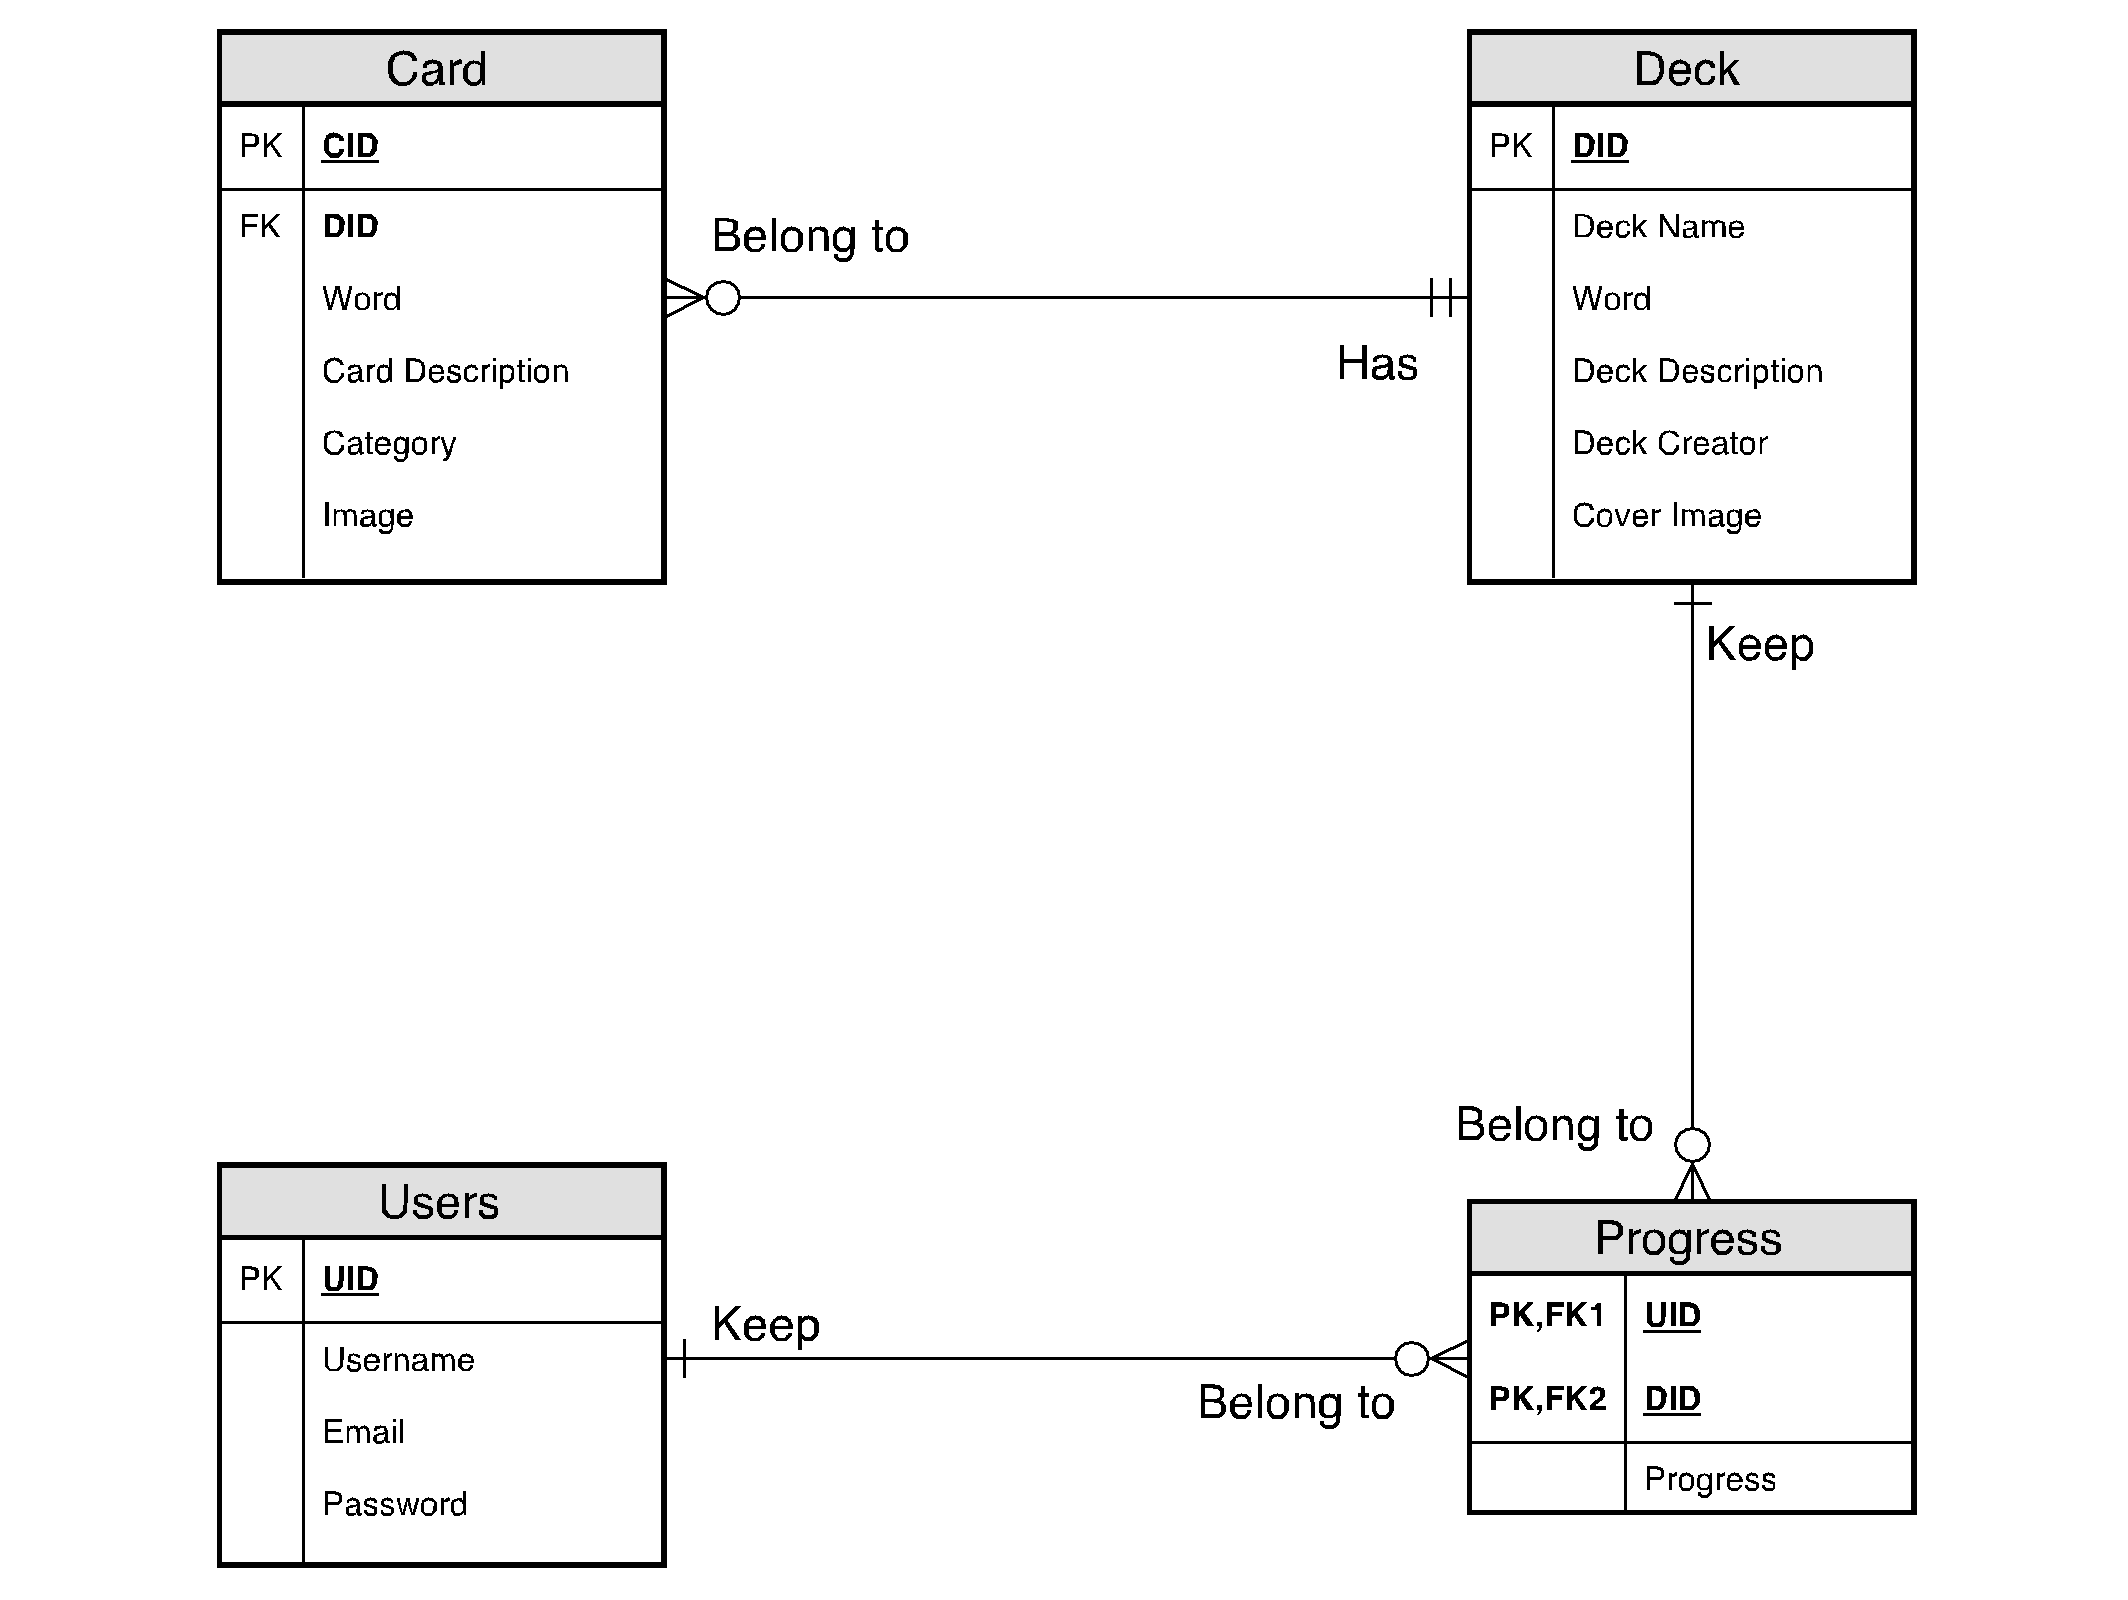 Card
PK CID
FK DID
Word
Card Description
Category
Image
Belong to
Has
Deck
PK DID
Deck Name
Word
Deck Description
Deck Creator
Cover Image
Keep
Belong to
Users
PK UID
Username
Email
Password
Keep
Belong to
Progress
PK,FK1 UID
PK,FK2 DID
Progress